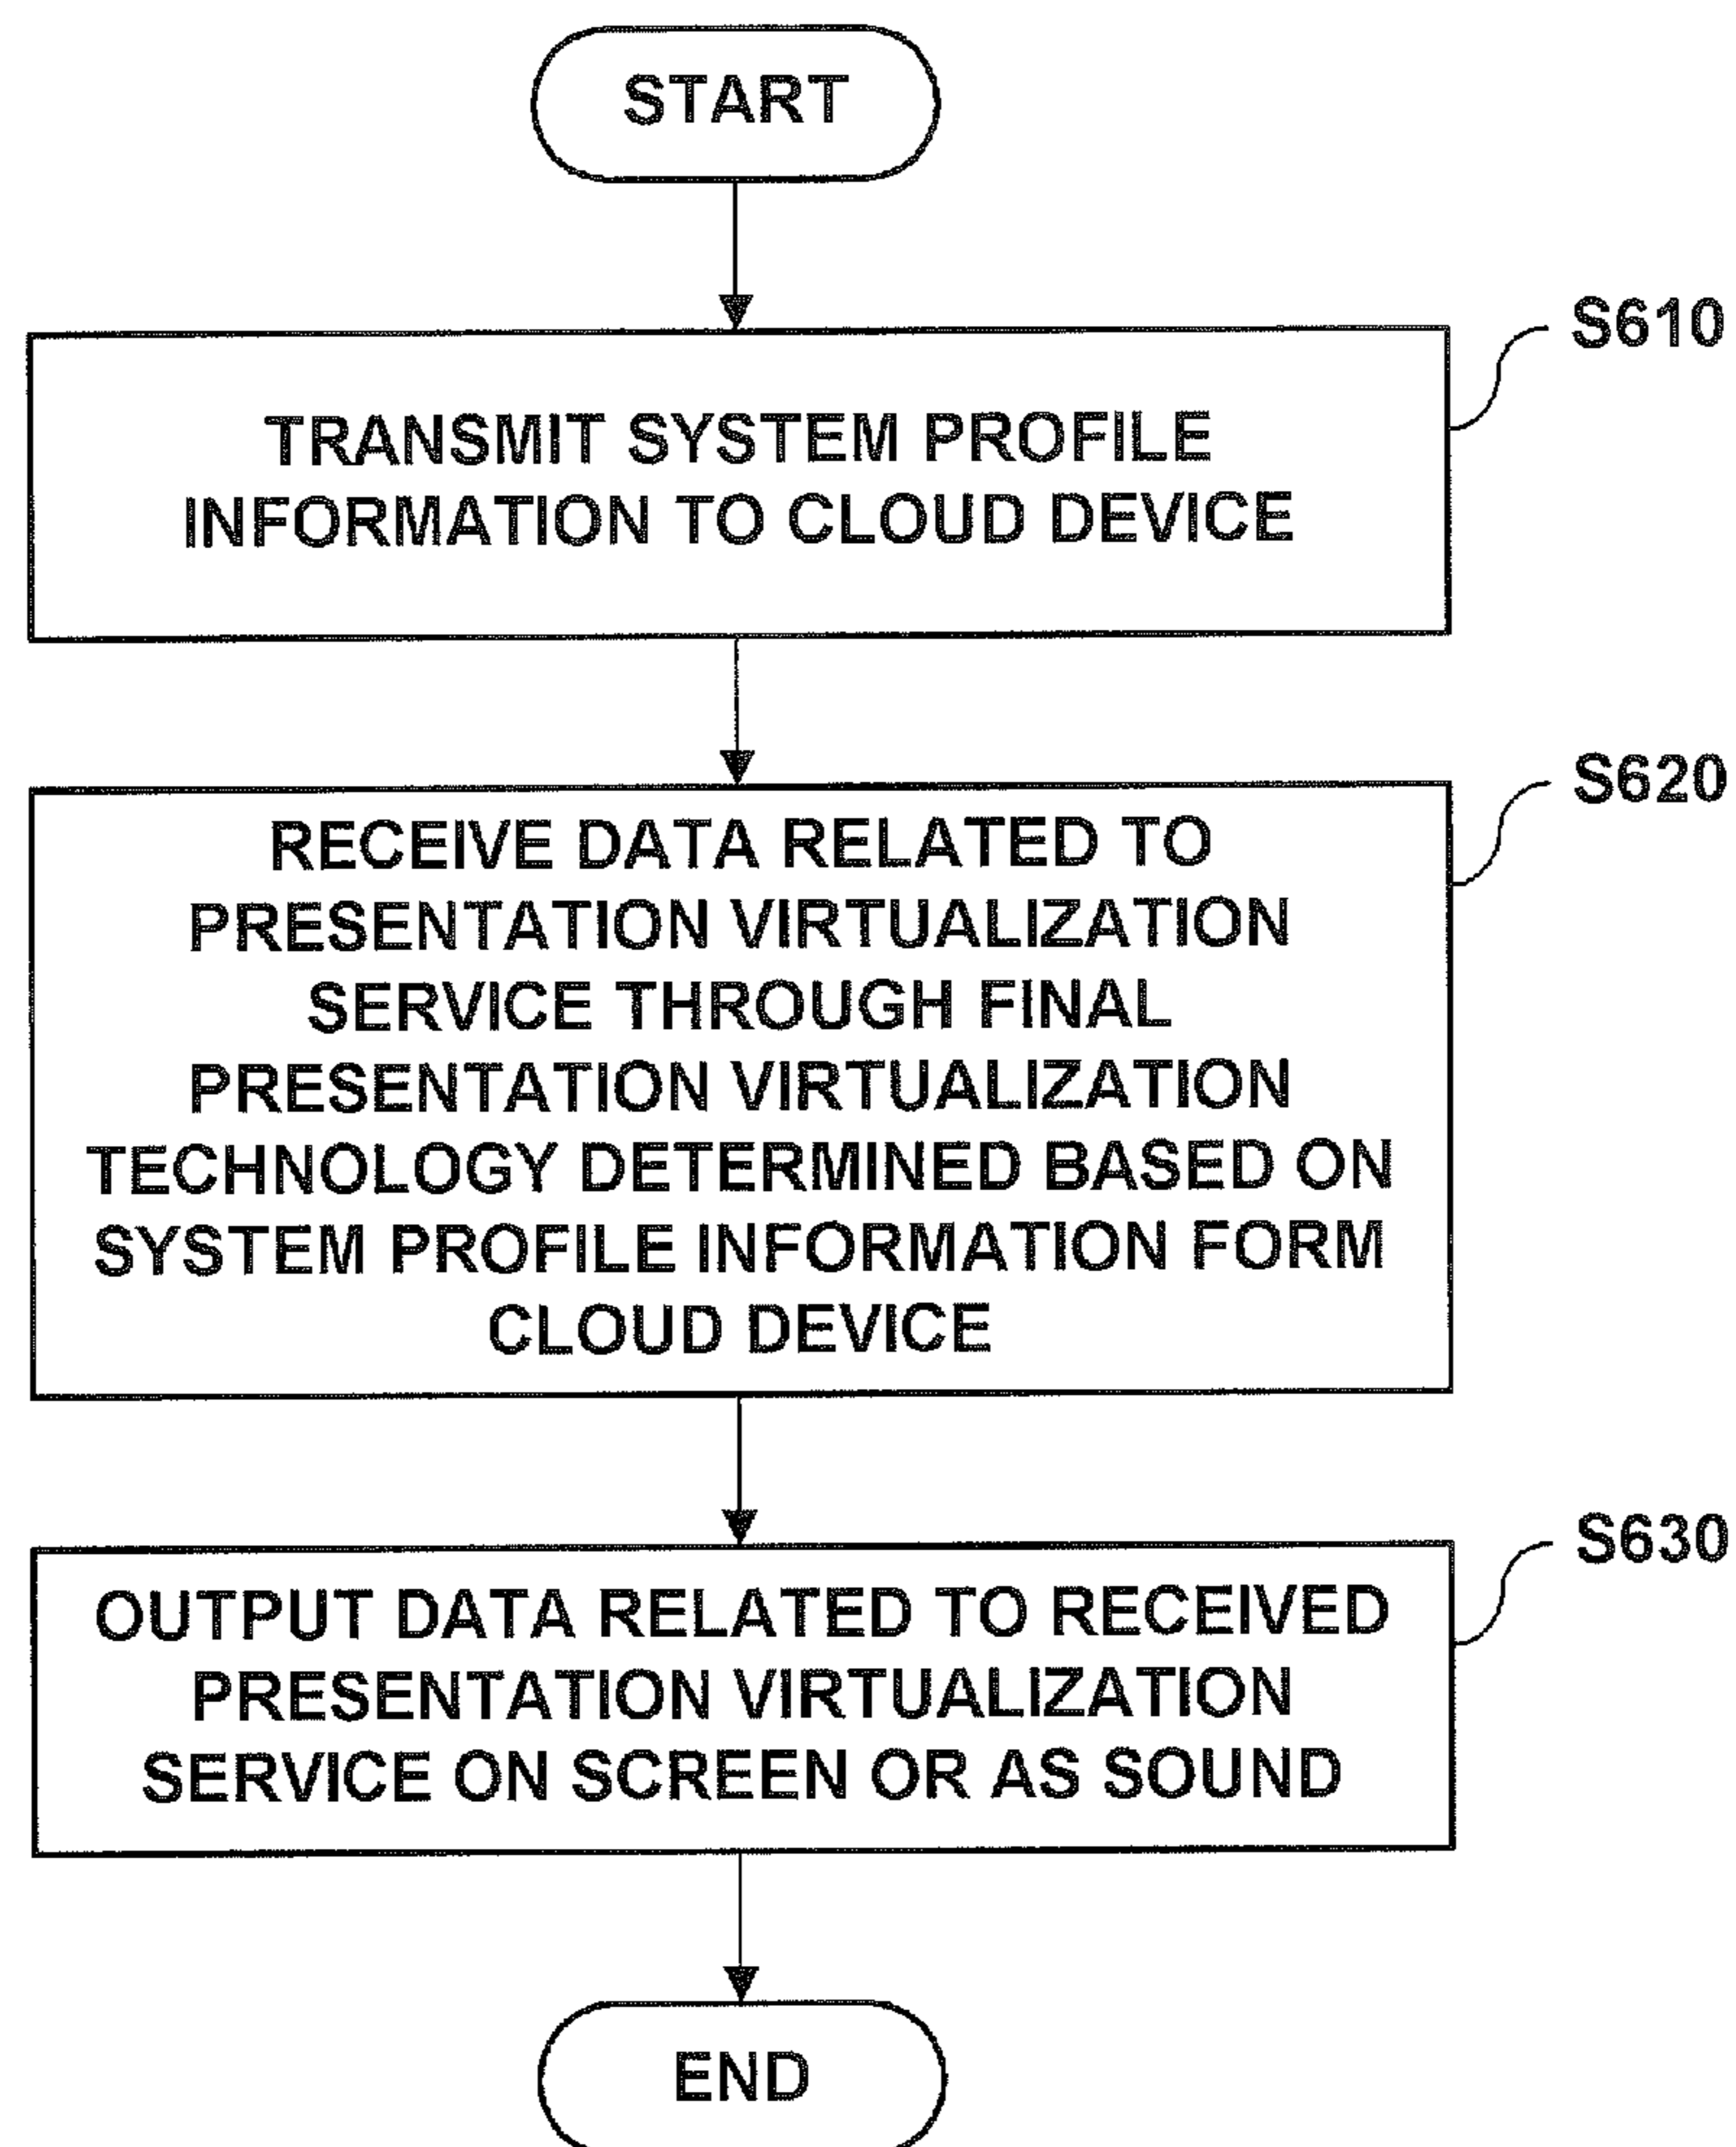 START
S610
TRANSMIT SYSTEM PROFILE
INFORMATION TO CLOUD DEVICE
S620
RECEIVE DATA RELATED TO
PRESENTATION VIRTUALIZATION
SERVICE THROUGH FINAL
PRESENTATION VIRTUALIZATION
TECHNOLOGY DETERMINED BASED ON
SYSTEM PROFILE INFORMATION FORM
CLOUD DEVICE
S630
OUTPUT DATA RELATED TO RECEIVED
PRESENTATION VIRTUALIZATION
SERVICE ON SCREEN OR AS SOUND
END